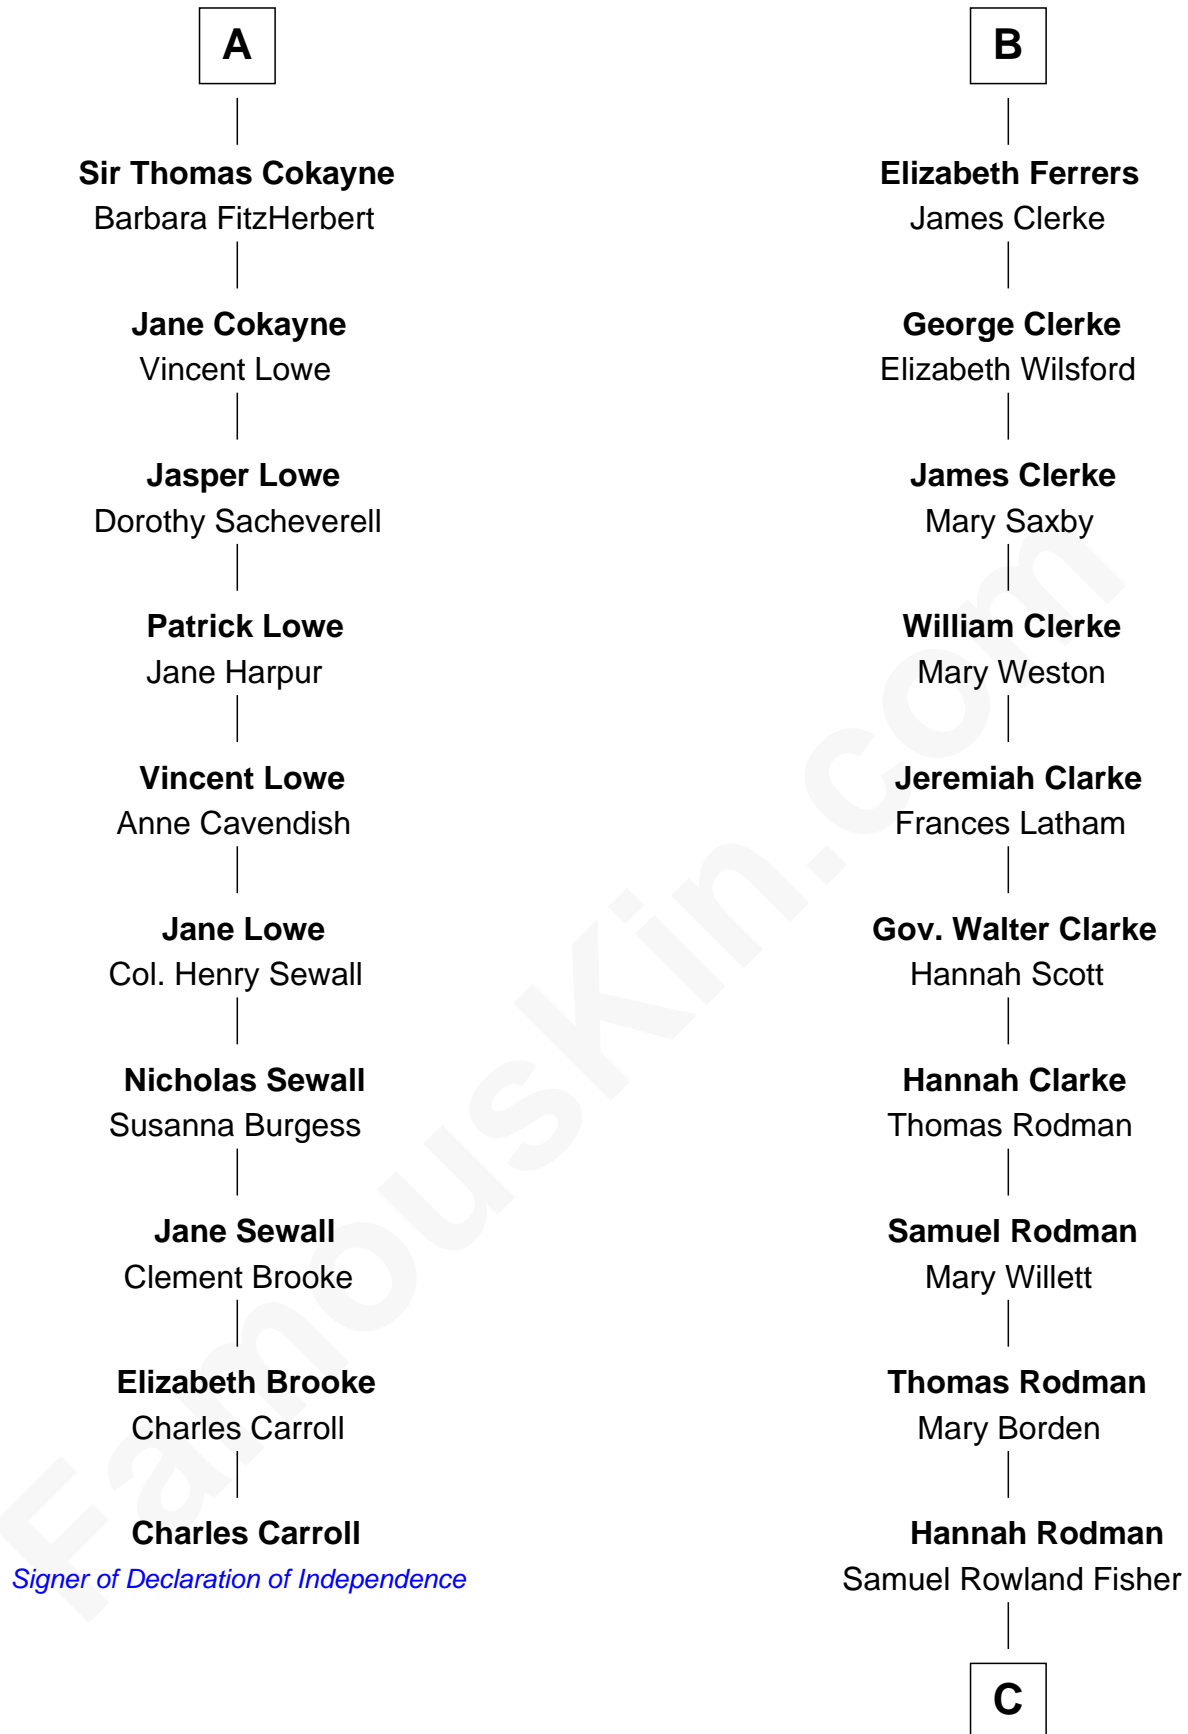 A
Sir Thomas Cokayne
Barbara FitzHerbert
Jane Cokayne
Vincent Lowe
Jasper Lowe
Dorothy Sacheverell
Patrick Lowe
Jane Harpur
Vincent Lowe
Anne Cavendish
Jane Lowe
Col. Henry Sewall
Nicholas Sewall
Susanna Burgess
Jane Sewall
Clement Brooke
Elizabeth Brooke
Charles Carroll
Charles Carroll
Signer of Declaration of Independence
B
Elizabeth Ferrers
James Clerke
George Clerke
Elizabeth Wilsford
James Clerke
Mary Saxby
William Clerke
Mary Weston
Jeremiah Clarke
Frances Latham
Gov. Walter Clarke
Hannah Scott
Hannah Clarke
Thomas Rodman
Samuel Rodman
Mary Willett
Thomas Rodman
Mary Borden
Hannah Rodman
Samuel Rowland Fisher
C
FamousKin.com